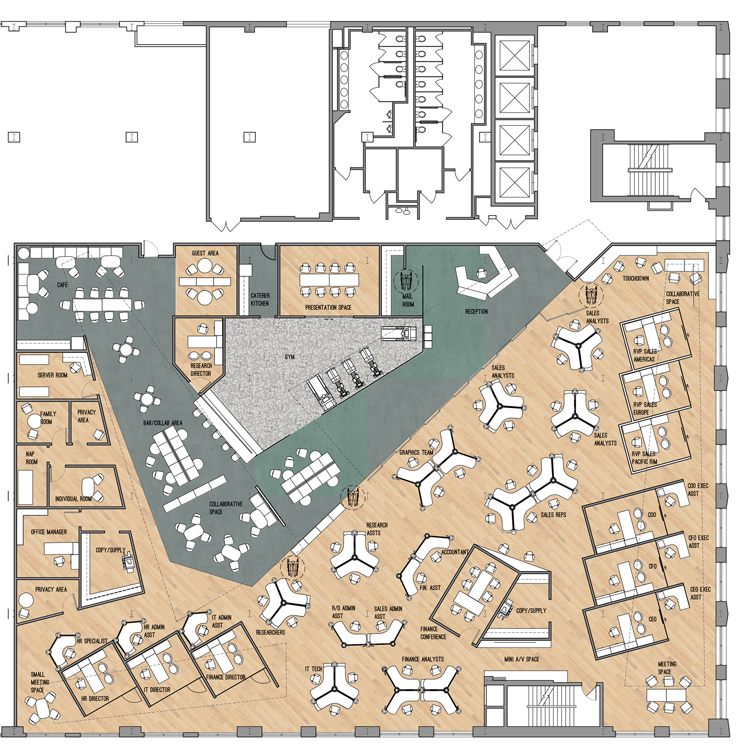 GUEST AREA
CAFE
CATERER
KITCHEN
PRESENTATION SPACE
MAIL
ROOM
RECEPTION
TOUCHDOWN
COLLABORATIVE
SPACE
SALES
ANALYSTS
RESEARCH
DIRECTOR
GYM
RVP SALES
AMERICAS
SERVER ROOM
SALES
ANALYSTS
RVP SALES
EUROPE
FAMILY
ROOM
PRIVACY
AREA
BAR/COLLAB AREA
SALES
ANALYSTS
NAP
ROOM
GRAPHICS TEAM
RVP SALES
PACIFIC RIM
INDIVIDUAL ROOM
COLLABORATIVE
SPACE
SALES REPS
COO EXEC
ASST
COO
OFFICE MANAGER
RESEARCH
ASSTS
CFO EXEC
ASST
COPY/SUPPLY
ACCOUNTANT
CFO
PRIVACY AREA
FIN ASST
CEO EXEC
ASST
R/D ADMIN
ASST
SALES ADMIN
ASST
COPY/SUPPLY
CEO
IT ADMIN
ASST
HR ADMIN
ASST
HR SPECIALIST
RESEARCHERS
FINANCE
CONFERENCE
MINI A/V SPACE
SMALL
MEETING
SPACE
IT TECH
FINANCE ANALYSTS
MEETING
SPACE
FINANCE DIRECTOR
IT DIRECTOR
HR DIRECTOR